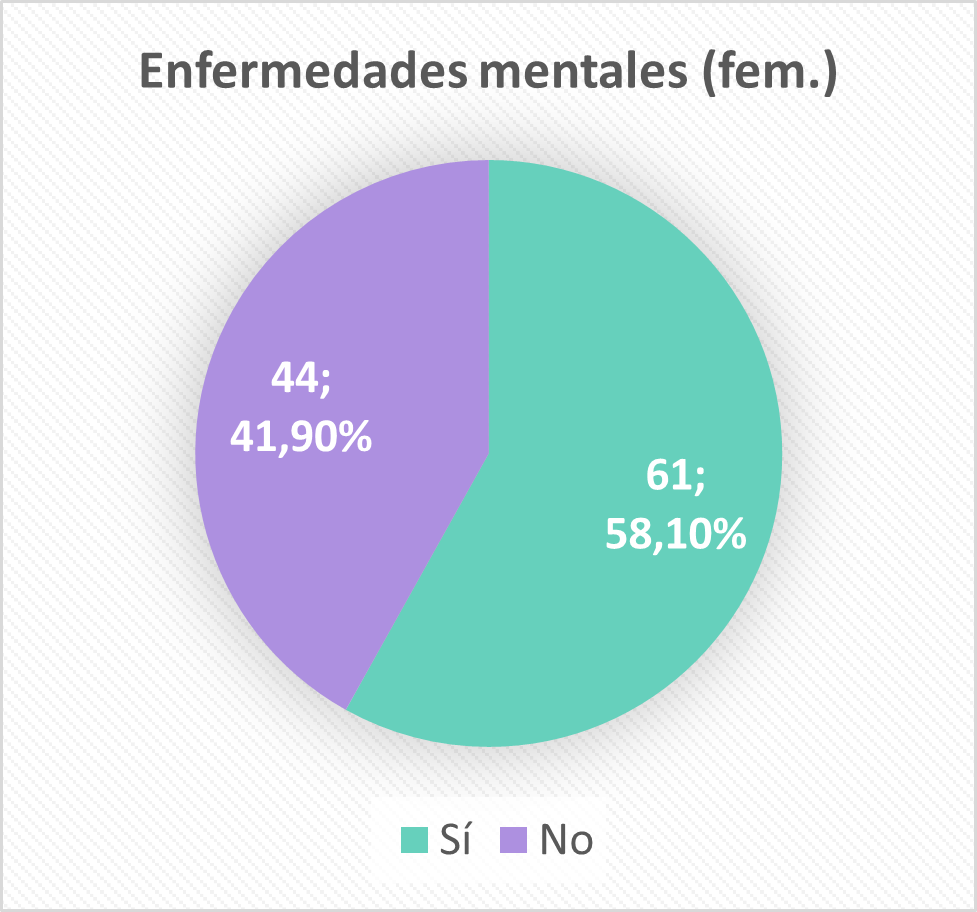 Enfermedades mentales (fem.)
44;
41,90%
61;
58,10%
Sí No